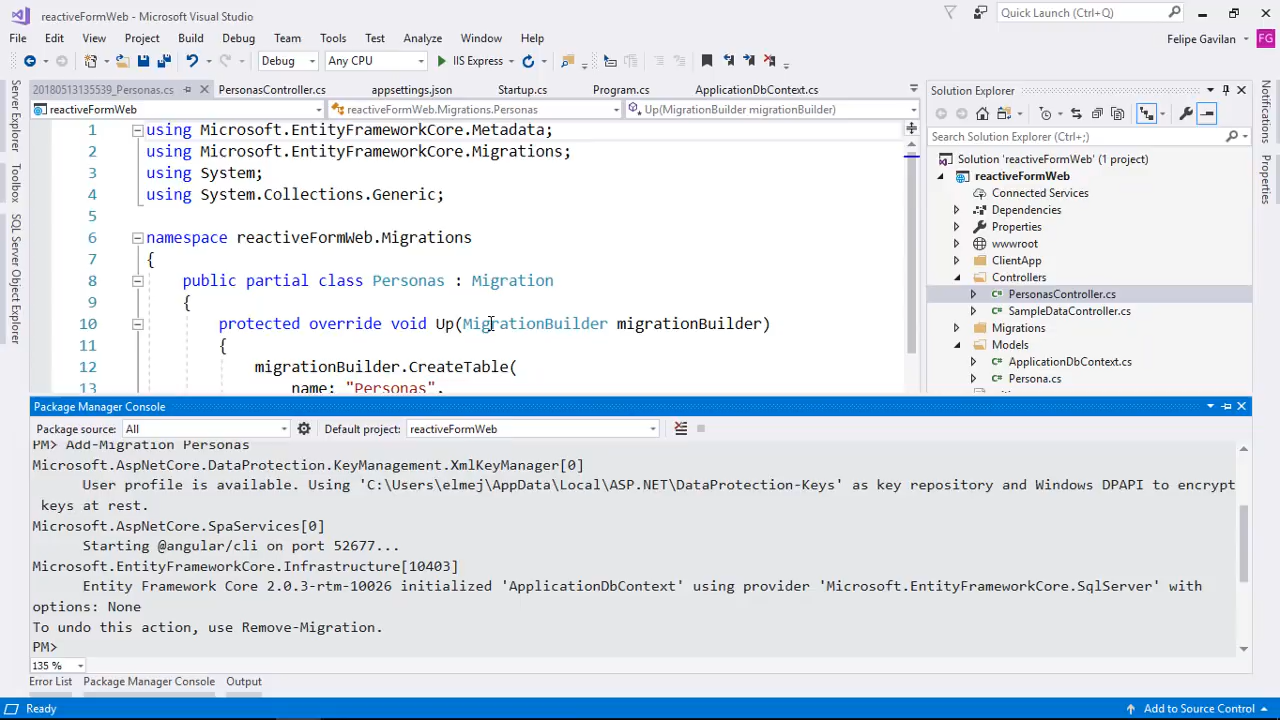 reactiveFormWeb - Microsoft Visual Studio
Quick Launch (Ctrl+Q)
File Edit View Project Build Debug Team Tools Test Analyze Window Help
Felipe Gavilan FG
Debug Any CPU IIS Express
20180513135539_Personas.cs PersonasController.cs appsettings.json Startup.cs Program.cs ApplicationDbContext.cs
reactiveFormWeb reactiveFormWeb.Migrations.Personas Up(MigrationBuilder migrationBuilder)
1 using Microsoft.EntityFrameworkCore.Metadata;
2 using Microsoft.EntityFrameworkCore.Migrations;
3 using System;
4 using System.Collections.Generic;
5
6 namespace reactiveFormWeb.Migrations
7 {
8 public partial class Personas : Migration
9 {
10 protected override void Up(MigrationBuilder migrationBuilder)
11 {
12 migrationBuilder.CreateTable(
13 name: "Personas",
Server Explorer
Toolbox
SQL Server Object Explorer
Solution Explorer
Search Solution Explorer (Ctrl+;)
Solution 'reactiveFormWeb' (1 project)
reactiveFormWeb
Connected Services
Dependencies
Properties
wwwroot
ClientApp
Controllers
PersonasController.cs
SampleDataController.cs
Migrations
Models
ApplicationDbContext.cs
Persona.cs
Notifications
Properties
Package Manager Console
Package source: All Default project: reactiveFormWeb
PM> Add-Migration Personas
Microsoft.AspNetCore.DataProtection.KeyManagement.XmlKeyManager[0]
User profile is available. Using 'C:\Users\elmej\AppData\Local\ASP.NET\DataProtection-Keys' as key repository and Windows DPAPI to encrypt
keys at rest.
Microsoft.AspNetCore.SpaServices[0]
Starting @angular/cli on port 52677...
Microsoft.EntityFrameworkCore.Infrastructure[10403]
Entity Framework Core 2.0.3-rtm-10026 initialized 'ApplicationDbContext' using provider 'Microsoft.EntityFrameworkCore.SqlServer' with
options: None
To undo this action, use Remove-Migration.
PM>
135 %
Error List Package Manager Console Output
Ready
Add to Source Control